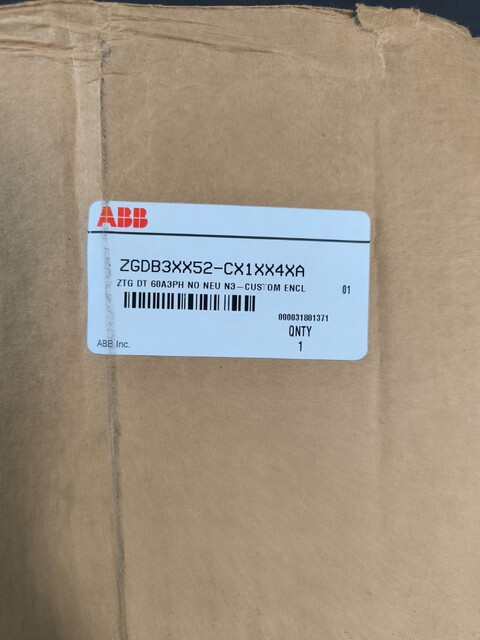 ABB
ZGDB3XX52-CX1XX4XA
ZTG DT 60A3PH NO NEU N3-CUSTOM ENCL
01
000031801371
QNTY
1
ABB Inc.